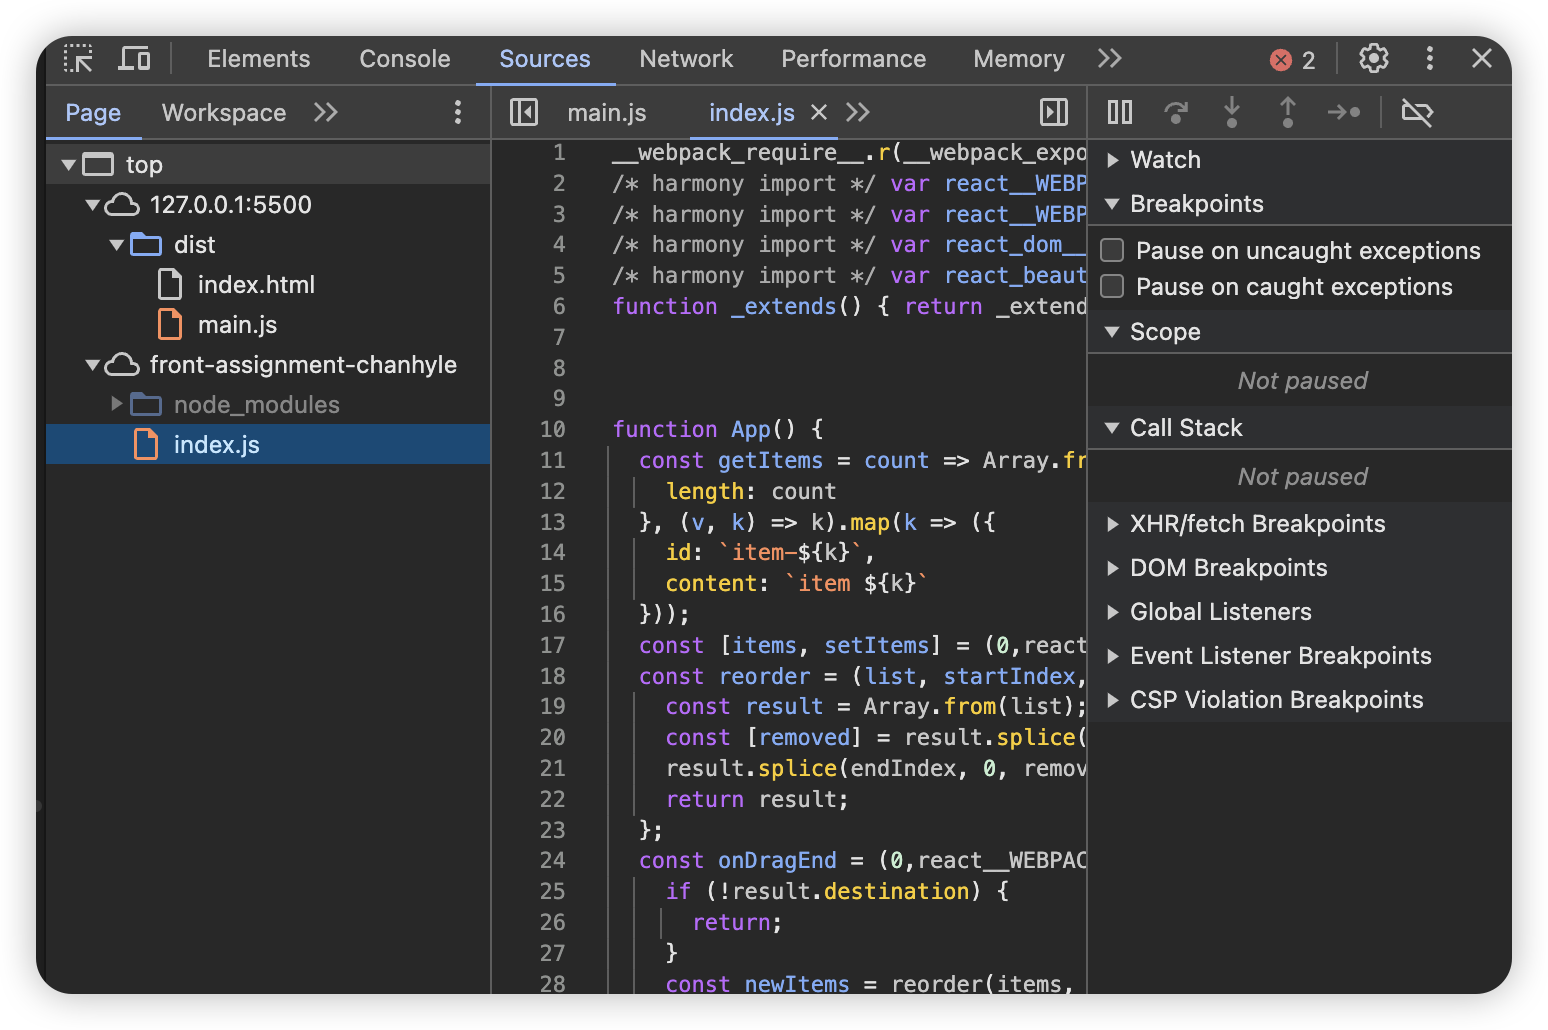 Elements Console Sources Network Performance Memory 2
Page Workspace
top
127.0.0.1:5500
dist
index.html
main.js
front-assignment-chanhyle
node_modules
index.js
main.js index.js
1 __webpack_require__.r(__webpack_expo
2 /* harmony import */ var react__WEBP
3 /* harmony import */ var react__WEBP
4 /* harmony import */ var react_dom__
5 /* harmony import */ var react_beaut
6 function _extends() { return _extend
7
8
9
10 function App() {
11 const getItems = count => Array.fr
12 length: count
13 }, (v, k) => k).map(k => ({
14 id: `item-${k}`,
15 content: `item ${k}`
16 }));
17 const [items, setItems] = (0,react
18 const reorder = (list, startIndex,
19 const result = Array.from(list);
20 const [removed] = result.splice(
21 result.splice(endIndex, 0, remov
22 return result;
23 };
24 const onDragEnd = (0,react__WEBPAC
25 if (!result.destination) {
26 return;
27 }
28 const newItems = reorder(items,
Watch
Breakpoints
Pause on uncaught exceptions
Pause on caught exceptions
Scope
Not paused
Call Stack
Not paused
XHR/fetch Breakpoints
DOM Breakpoints
Global Listeners
Event Listener Breakpoints
CSP Violation Breakpoints